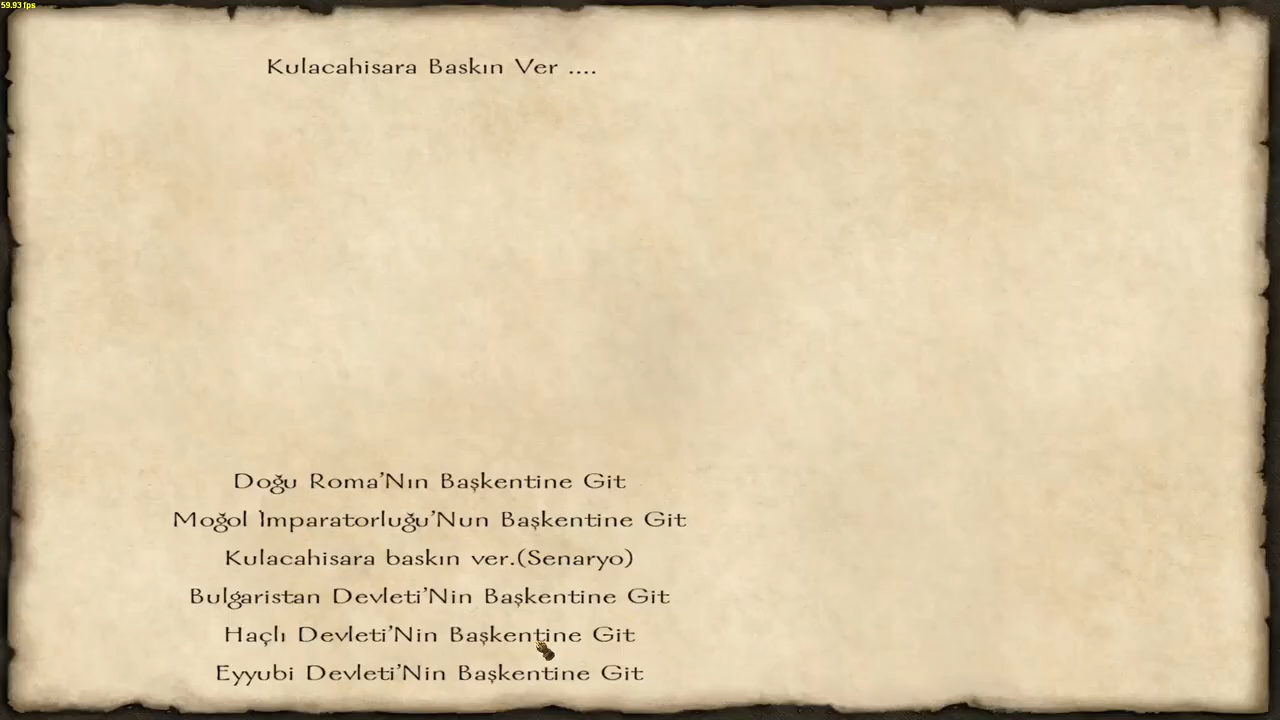 59.93 fps
Kulacahisara Baskın Ver ....
Doğu Roma'Nın Başkentine Git
Moğol İmparatorluğu'Nun Başkentine Git
Kulacahisara baskın ver.(Senaryo)
Bulgaristan Devleti'Nin Başkentine Git
Haçlı Devleti'Nin Başkentine Git
Eyyubi Devleti'Nin Başkentine Git